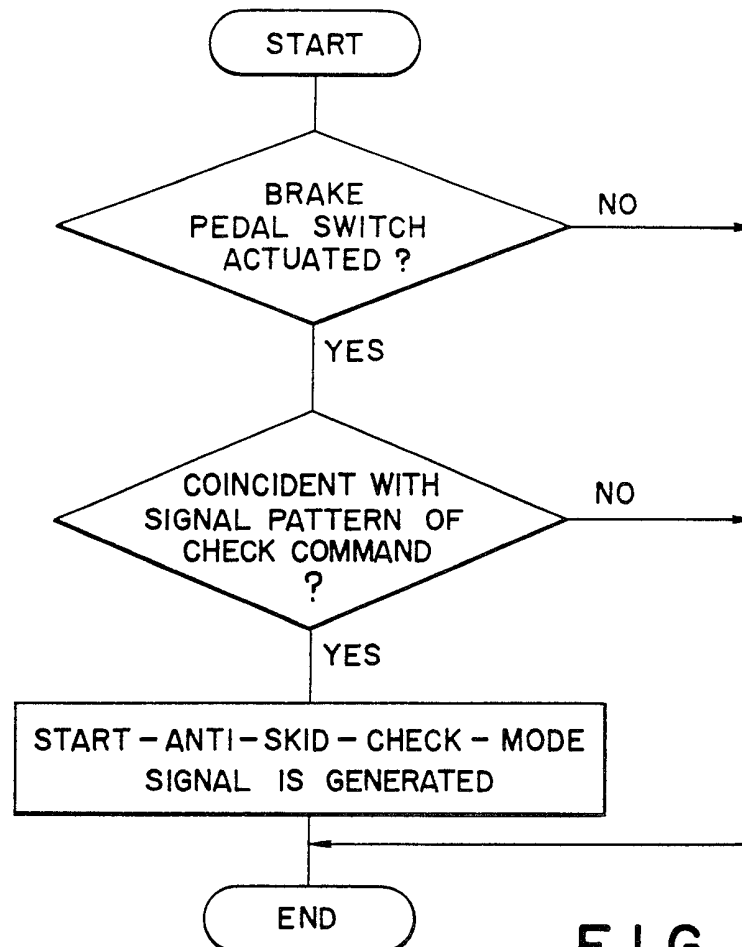 START
BRAKE
PEDAL SWITCH
ACTUATED ?
NO
YES
COINCIDENT WITH
SIGNAL PATTERN OF
CHECK COMMAND
?
NO
YES
START-ANTI-SKID-CHECK-MODE
SIGNAL IS GENERATED
END
FIG